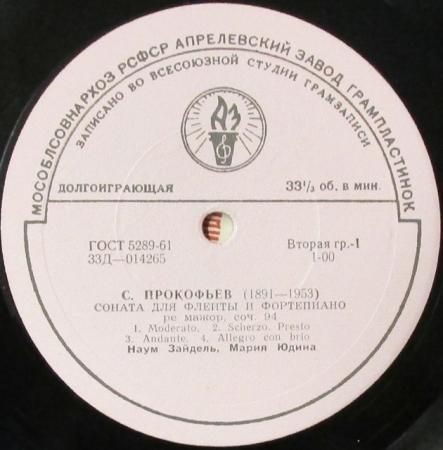 МОСОБЛСОВНАРХОЗ РСФСР АПРЕЛЕВСКИЙ ЗАВОД ГРАМПЛАСТИНОК
ЗАПИСАНО ВО ВСЕСОЮЗНОЙ СТУДИИ ГРАМЗАПИСИ
АЗ
ДОЛГОИГРАЮЩАЯ 33⅓ об. в мин.
ГОСТ 5289-61 Вторая гр.-1
33Д—014265 1-00
С. ПРОКОФЬЕВ (1891—1953)
СОНАТА ДЛЯ ФЛЕЙТЫ И ФОРТЕПИАНО
ре мажор, соч. 94
1. Moderato, 2. Scherzo. Presto
3. Andante, 4. Allegro con brio
Наум Зайдель, Мария Юдина